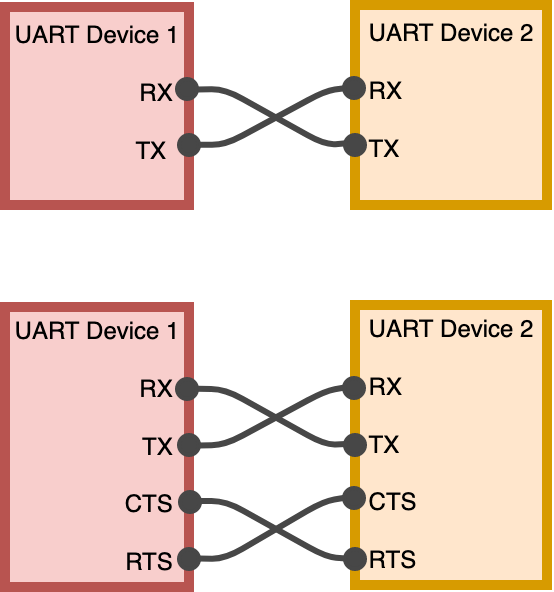 UART Device 1
UART Device 2
RX
RX
TX
TX
UART Device 1
UART Device 2
RX
RX
TX
TX
CTS
CTS
RTS
RTS